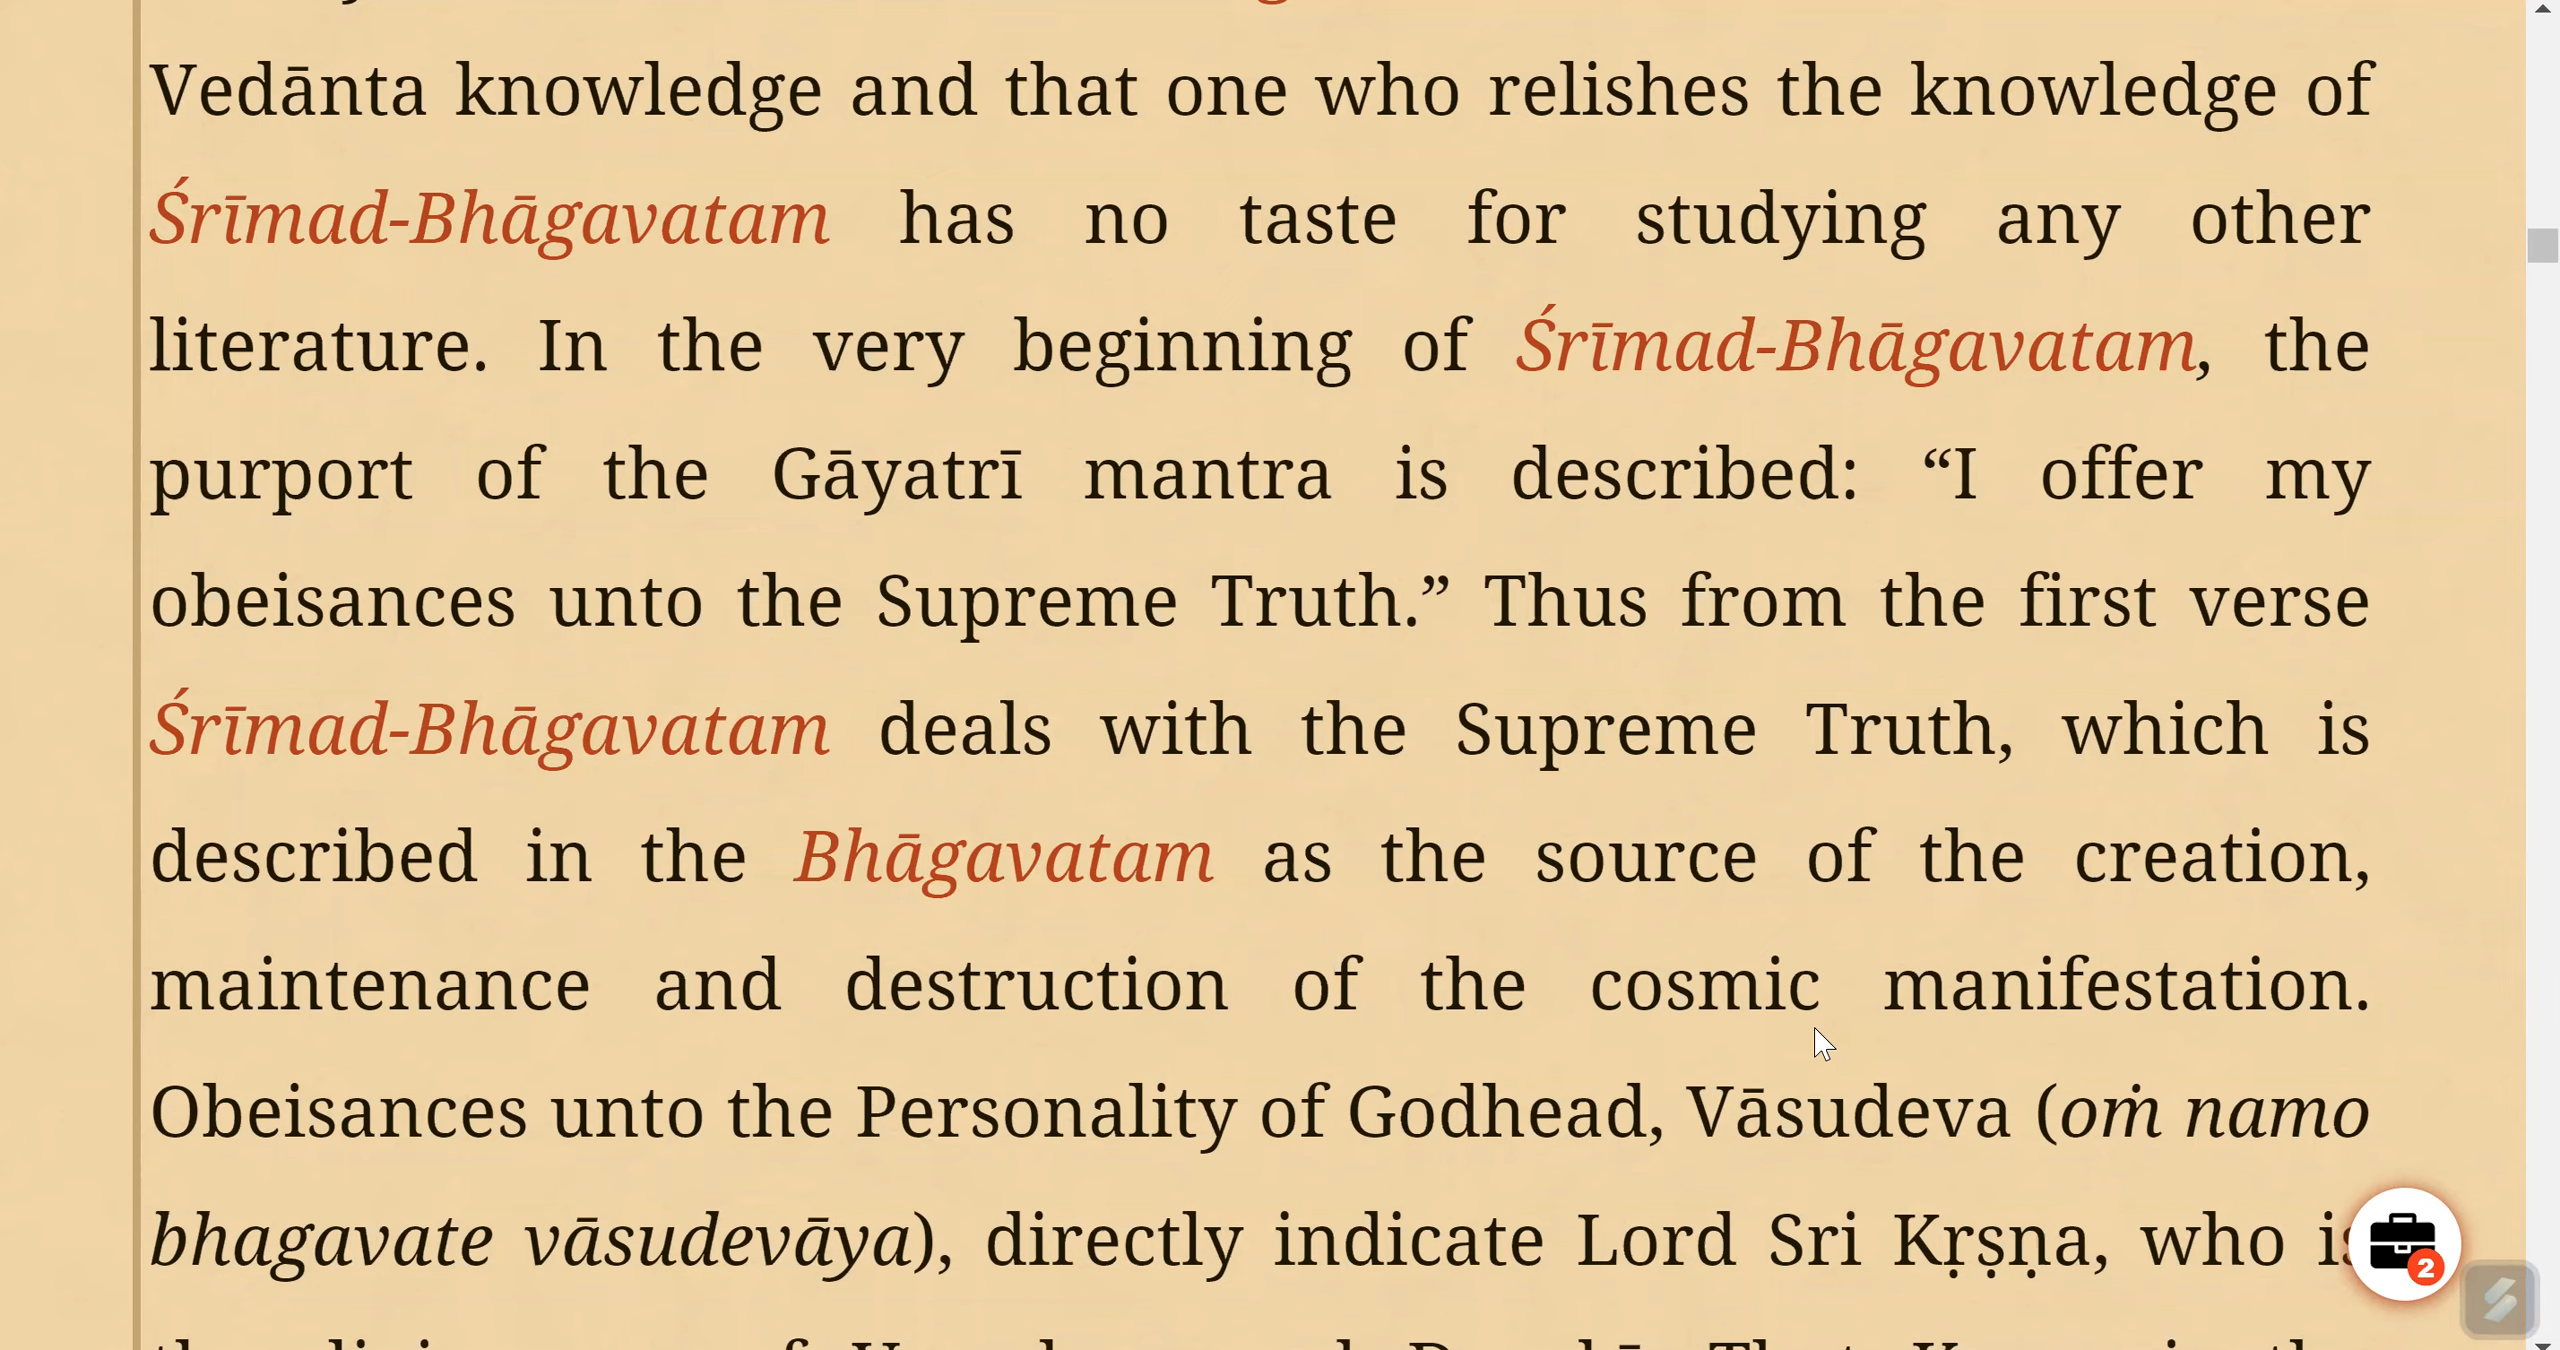 Vedānta knowledge and that one who relishes the knowledge of
Śrīmad-Bhāgavatam has no taste for studying any other
literature. In the very beginning of Śrīmad-Bhāgavatam, the
purport of the Gāyatrī mantra is described: “I offer my
obeisances unto the Supreme Truth.” Thus from the first verse
Śrīmad-Bhāgavatam deals with the Supreme Truth, which is
described in the Bhāgavatam as the source of the creation,
maintenance and destruction of the cosmic manifestation.
Obeisances unto the Personality of Godhead, Vāsudeva (oṁ namo
bhagavate vāsudevāya), directly indicate Lord Sri Kṛṣṇa, who is
2